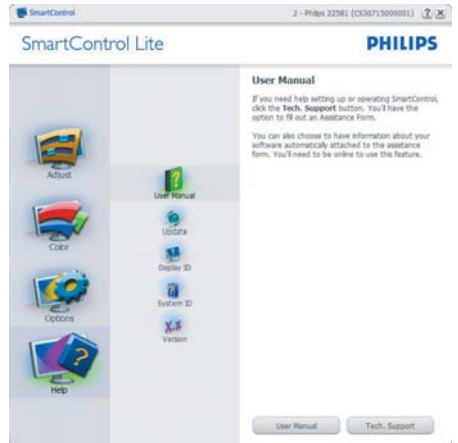 SmartControl
2 - Philips 225B1 (CS30715000001)
SmartControl Lite
PHILIPS
Adjust
Color
Options
Help
User Manual
Update
Display ID
System ID
Version
User Manual
If you need help setting up or operating SmartControl,
click the Tech. Support button. You'll have the
option to fill out an Assistance Form.
You can also choose to have information about your
software automatically attached to the assistance
form. You'll need to be online to use this feature.
User Manual
Tech. Support